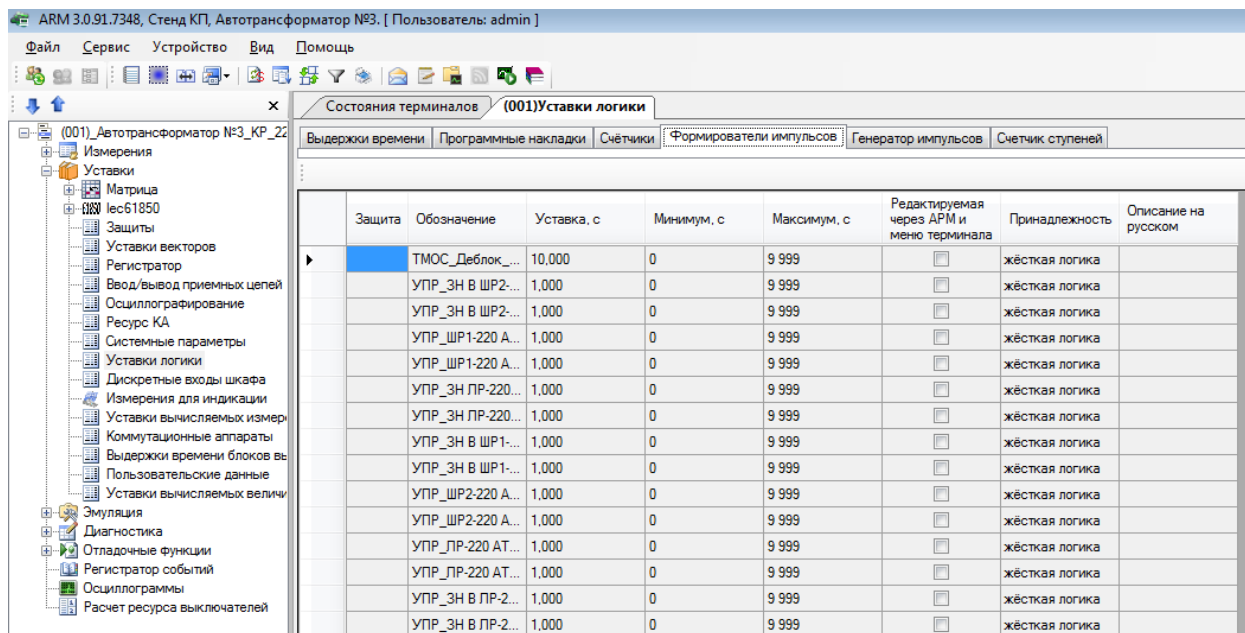 ARM 3.0.91.7348, Стенд КП, Автотрансформатор №3. [ Пользователь: admin ]
Файл Сервис Устройство Вид Помощь
(001)_Автотрансформатор №3_КР_22
Измерения
Уставки
Матрица
Iec61850
Защиты
Уставки векторов
Регистратор
Ввод/вывод приемных цепей
Осциллографирование
Ресурс КА
Системные параметры
Уставки логики
Дискретные входы шкафа
Измерения для индикации
Уставки вычисляемых измер
Коммутационные аппараты
Выдержки времени блоков вы
Пользовательские данные
Уставки вычисляемых величи
Эмуляция
Диагностика
Отладочные функции
Регистратор событий
Осциллограммы
Расчет ресурса выключателей
Состояния терминалов (001)Уставки логики
Выдержки времени Программные накладки Счётчики Формирователи импульсов Генератор импульсов Счетчик ступеней
Защита Обозначение Уставка, с Минимум, с Максимум, с Редактируемая через АРМ и меню терминала Принадлежность Описание на русском
ТМОС_Деблок_... 10,000 0 9 999 жёсткая логика
УПР_ЗН В ШР2-... 1,000 0 9 999 жёсткая логика
УПР_ЗН В ШР2-... 1,000 0 9 999 жёсткая логика
УПР_ШР1-220 А... 1,000 0 9 999 жёсткая логика
УПР_ШР1-220 А... 1,000 0 9 999 жёсткая логика
УПР_ЗН ЛР-220... 1,000 0 9 999 жёсткая логика
УПР_ЗН ЛР-220... 1,000 0 9 999 жёсткая логика
УПР_ЗН В ШР1-... 1,000 0 9 999 жёсткая логика
УПР_ЗН В ШР1-... 1,000 0 9 999 жёсткая логика
УПР_ШР2-220 А... 1,000 0 9 999 жёсткая логика
УПР_ШР2-220 А... 1,000 0 9 999 жёсткая логика
УПР_ЛР-220 АТ... 1,000 0 9 999 жёсткая логика
УПР_ЛР-220 АТ... 1,000 0 9 999 жёсткая логика
УПР_ЗН В ЛР-2... 1,000 0 9 999 жёсткая логика
УПР_ЗН В ЛР-2... 1,000 0 9 999 жёсткая логика